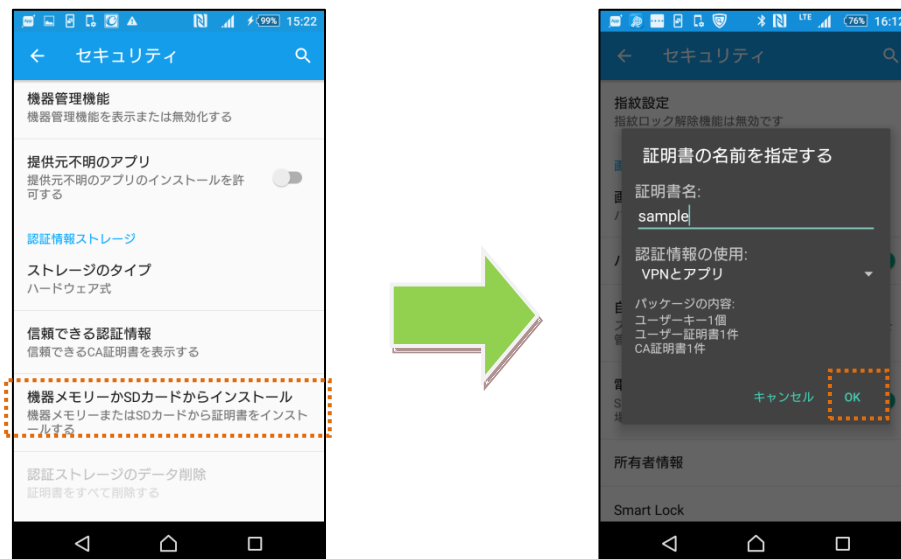 99%
15:22
セキュリティ
機器管理機能
機器管理機能を表示または無効化する
提供元不明のアプリ
提供元不明のアプリのインストールを許
可する
認証情報ストレージ
ストレージのタイプ
ハードウェア式
信頼できる認証情報
信頼できるCA証明書を表示する
機器メモリーかSDカードからインストール
機器メモリーまたはSDカードから証明書をインスト
ールする
認証ストレージのデータ削除
証明書をすべて削除する
LTE
76%
16:12
セキュリティ
指紋設定
指紋ロック解除機能は無効です
証明書の名前を指定する
証明書名:
sample
認証情報の使用:
VPNとアプリ
パッケージの内容:
ユーザーキー1個
ユーザー証明書1件
CA証明書1件
キャンセル
OK
所有者情報
Smart Lock